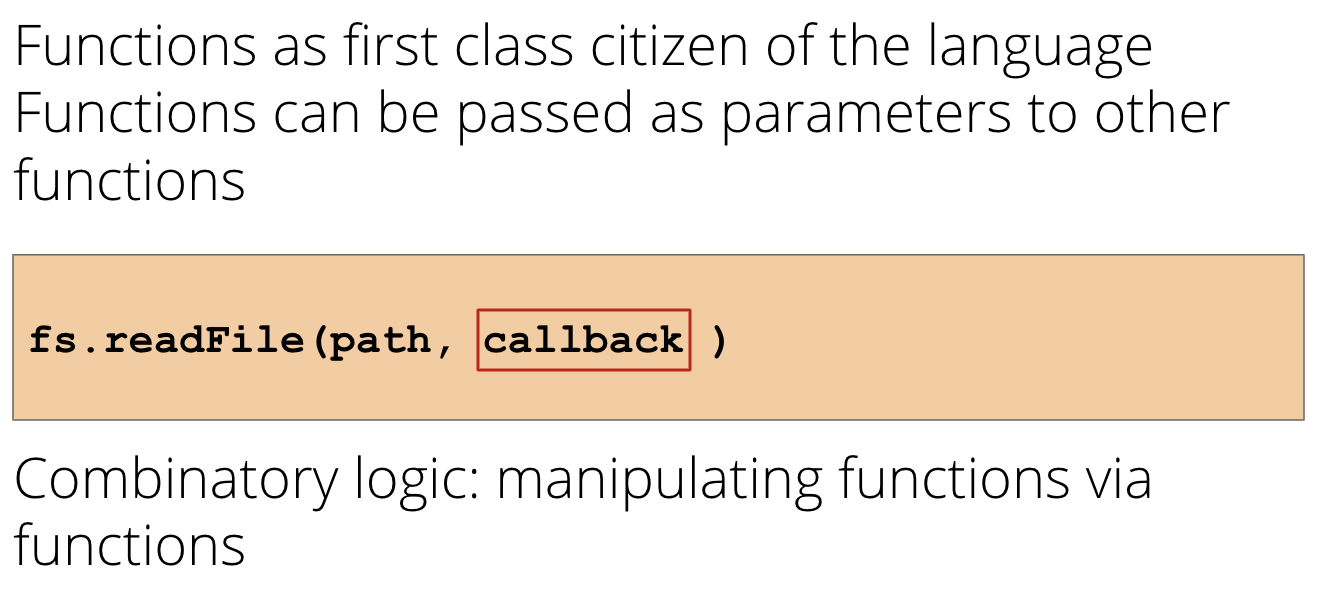 Functions as first class citizen of the language
Functions can be passed as parameters to other
functions
fs.readFile(path, callback )
Combinatory logic: manipulating functions via
functions